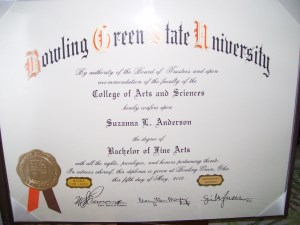 Bowling Green State University
By authority of the Board of Trustees and upon
recommendation of the faculty of the
College of Arts and Sciences
hereby confers upon
Suzanna L. Anderson
the degree of
Bachelor of Fine Arts
with all the rights, privileges, and honors pertaining thereto.
In witness thereof, this diploma is given at Bowling Green, Ohio
this fifth day of May,